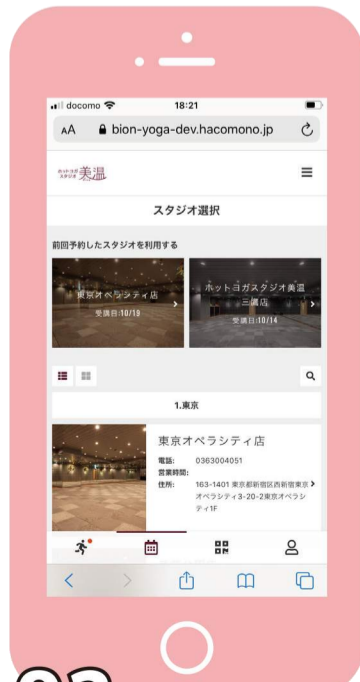 docomo 18:21
AA bion-yoga-dev.hacomono.jp
ホットヨガ
スタジオ 美温
スタジオ選択
前回予約したスタジオを利用する
東京オペラシティ店
受講日:10/19
ホットヨガスタジオ美温
三鷹店
受講日:10/14
1.東京
東京オペラシティ店
電話: 0363004051
営業時間:
住所: 163-1401 東京都新宿区西新宿東京
オペラシティ3-20-2東京オペラシ
ティ1F